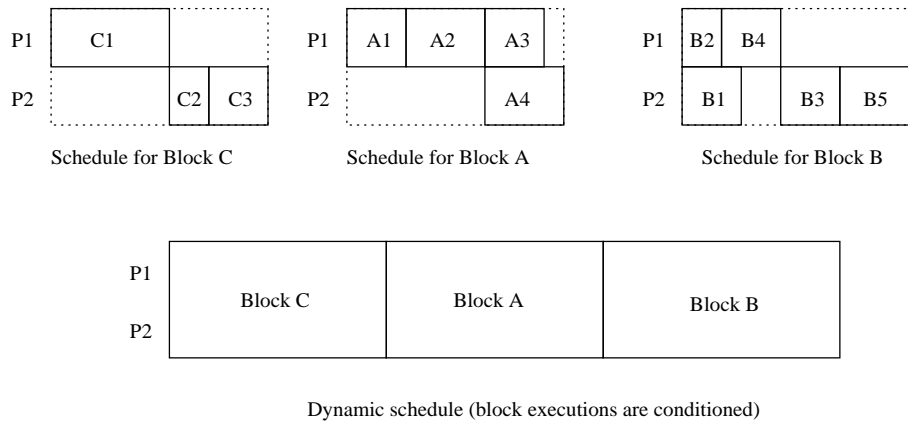 P1 C1
P2 C2 C3
Schedule for Block C
P1 A1 A2 A3
P2 A4
Schedule for Block A
P1 B2 B4
P2 B1 B3 B5
Schedule for Block B
P1
P2
Block C Block A Block B
Dynamic schedule (block executions are conditioned)